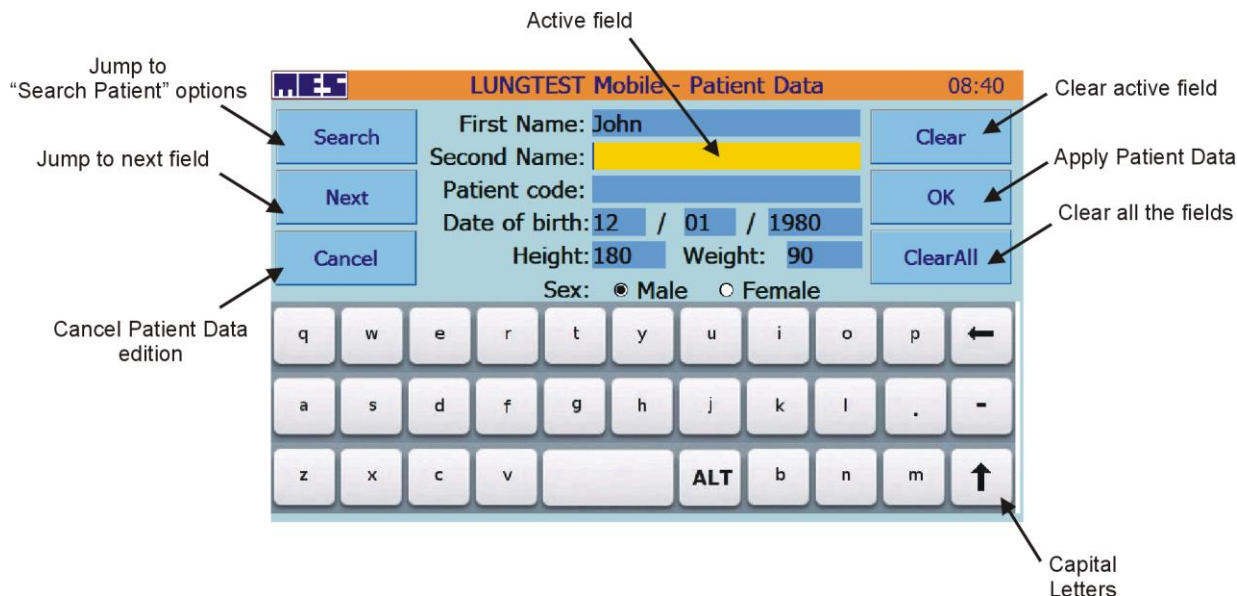 Active field
Jump to
“Search Patient” options
MES LUNGTEST Mobile - Patient Data 08:40
Clear active field
Search First Name: John Clear
Jump to next field
Second Name:
Apply Patient Data
Next Patient code: OK
Date of birth: 12 / 01 / 1980
Clear all the fields
Cancel Height: 180 Weight: 90 ClearAll
Sex: Male Female
Cancel Patient Data
edition
q w e r t y u i o p ←
a s d f g h j k l . -
z x c v ALT b n m ↑
Capital
Letters